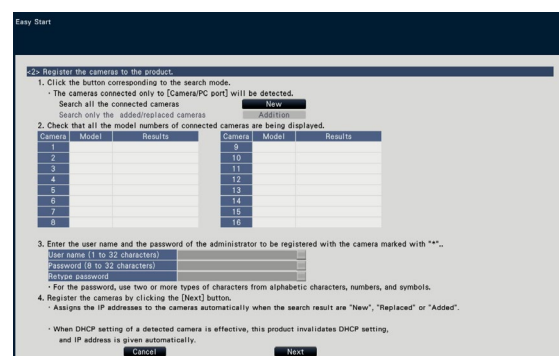 Easy Start
<2> Register the cameras to the product.
1. Click the button corresponding to the search mode.
・The cameras connected only to [Camera/PC port] will be detected.
Search all the connected cameras New
Search only the added/replaced cameras Addition
2. Check that all the model numbers of connected cameras are being displayed.
Camera Model Results Camera Model Results
1 9
2 10
3 11
4 12
5 13
6 14
7 15
8 16
3. Enter the user name and the password of the administrator to be registered with the camera marked with "*"..
User name (1 to 32 characters)
Password (8 to 32 characters)
Retype password
・For the password, use two or more types of characters from alphabetic characters, numbers, and symbols.
4. Register the cameras by clicking the [Next] button.
・Assigns the IP addresses to the cameras automatically when the search result are "New", "Replaced" or "Added".
・When DHCP setting of a detected camera is effective, this product invalidates DHCP setting,
and IP address is given automatically.
Cancel Next